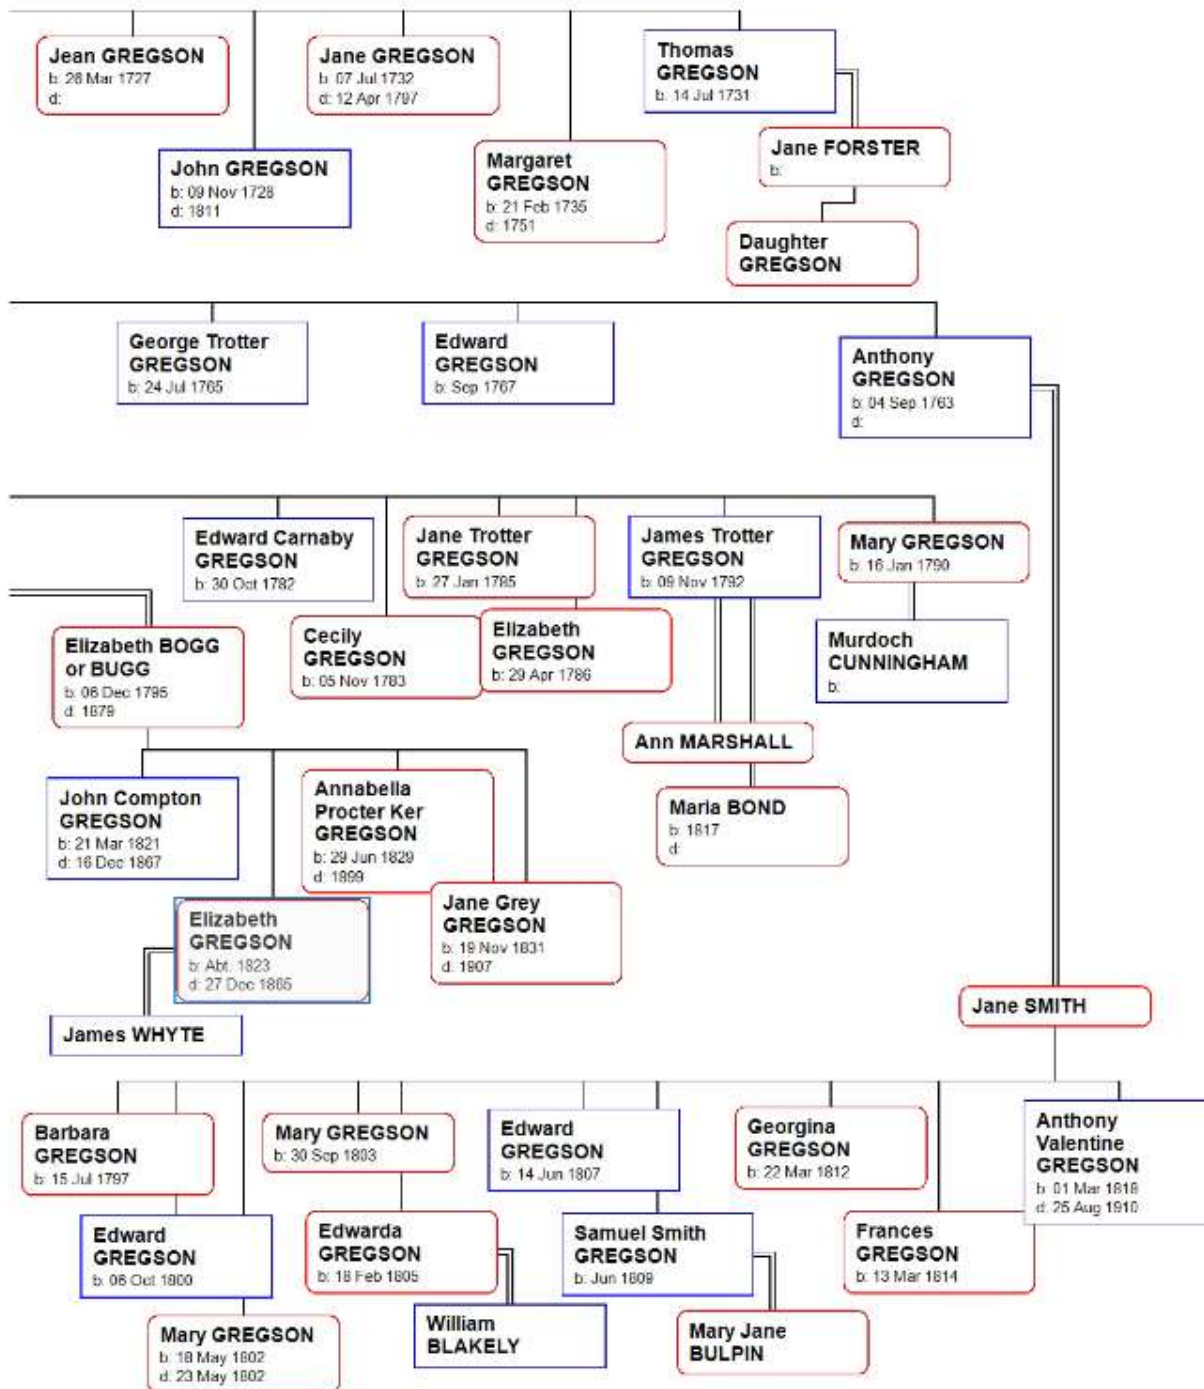 Jean GREGSON
b: 26 Mar 1727
d:
Jane GREGSON
b: 07 Jul 1732
d: 12 Apr 1797
Thomas
GREGSON
b: 14 Jul 1731
John GREGSON
b: 09 Nov 1728
d: 1811
Margaret
GREGSON
b: 21 Feb 1735
d: 1751
Jane FORSTER
b:
Daughter
GREGSON
George Trotter
GREGSON
b: 24 Jul 1765
Edward
GREGSON
b: Sep 1767
Anthony
GREGSON
b: 04 Sep 1763
d:
Edward Carnaby
GREGSON
b: 30 Oct 1782
Jane Trotter
GREGSON
b: 27 Jan 1785
James Trotter
GREGSON
b: 09 Nov 1792
Mary GREGSON
b: 16 Jan 1790
Elizabeth BOGG
or BUGG
b: 06 Dec 1795
d: 1879
Cecily
GREGSON
b: 05 Nov 1783
Elizabeth
GREGSON
b: 29 Apr 1786
Murdoch
CUNNINGHAM
b:
Ann MARSHALL
John Compton
GREGSON
b: 21 Mar 1821
d: 16 Dec 1867
Annabella
Procter Ker
GREGSON
b: 29 Jun 1829
d: 1899
Maria BOND
b: 1817
d:
Elizabeth
GREGSON
b: Abt. 1823
d: 27 Dec 1865
Jane Grey
GREGSON
b: 19 Nov 1831
d: 1907
James WHYTE
Jane SMITH
Barbara
GREGSON
b: 15 Jul 1797
Mary GREGSON
b: 30 Sep 1803
Edward
GREGSON
b: 14 Jun 1807
Georgina
GREGSON
b: 22 Mar 1812
Anthony
Valentine
GREGSON
b: 01 Mar 1818
d: 25 Aug 1910
Edward
GREGSON
b: 06 Oct 1800
Edwarda
GREGSON
b: 18 Feb 1805
Samuel Smith
GREGSON
b: Jun 1809
Frances
GREGSON
b: 13 Mar 1814
Mary GREGSON
b: 18 May 1802
d: 23 May 1802
William
BLAKELY
Mary Jane
BULPIN